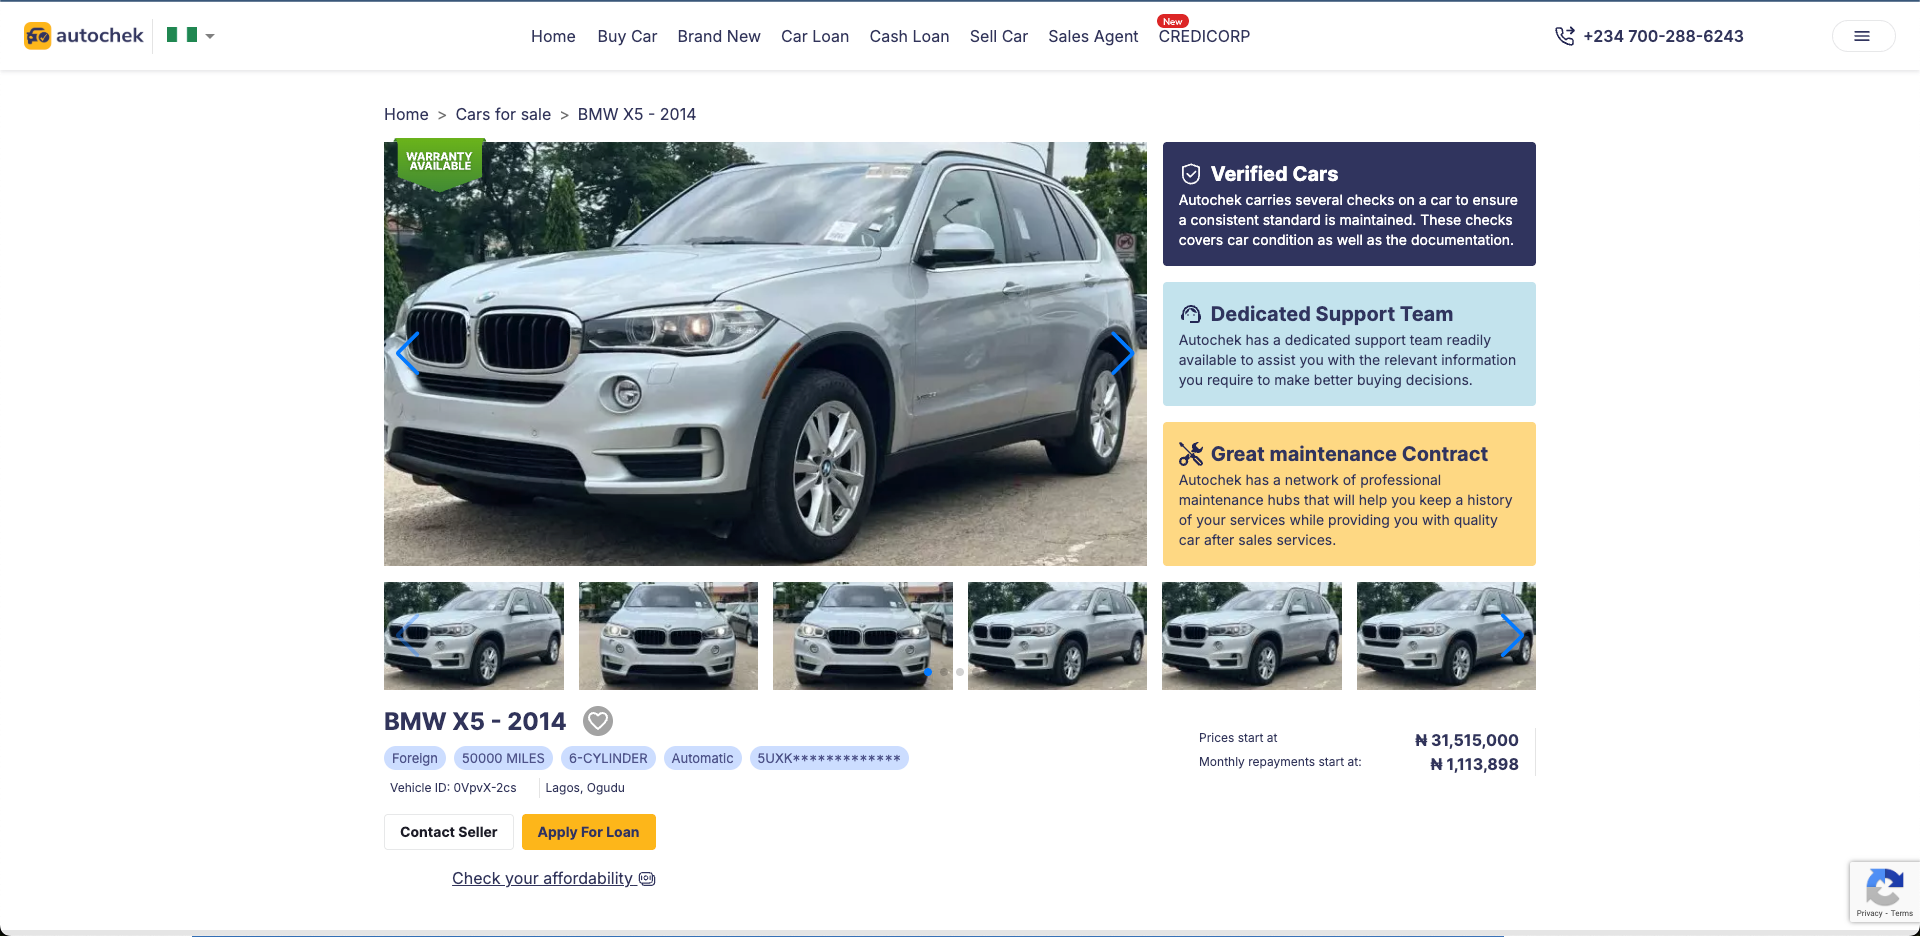 autochek
Home
Buy Car
Brand New
Car Loan
Cash Loan
Sell Car
Sales Agent
New
CREDICORP
+234 700-288-6243
Home > Cars for sale > BMW X5 - 2014
WARRANTY
AVAILABLE
Verified Cars
Autochek carries several checks on a car to ensure
a consistent standard is maintained. These checks
covers car condition as well as the documentation.
Dedicated Support Team
Autochek has a dedicated support team readily
available to assist you with the relevant information
you require to make better buying decisions.
Great maintenance Contract
Autochek has a network of professional
maintenance hubs that will help you keep a history
of your services while providing you with quality
car after sales services.
BMW X5 - 2014
Foreign
50000 MILES
6-CYLINDER
Automatic
5UXK*************
Vehicle ID: 0VpvX-2cs
Lagos, Ogudu
Prices start at
₦ 31,515,000
Monthly repayments start at:
₦ 1,113,898
Contact Seller
Apply For Loan
Check your affordability
Privacy - Terms